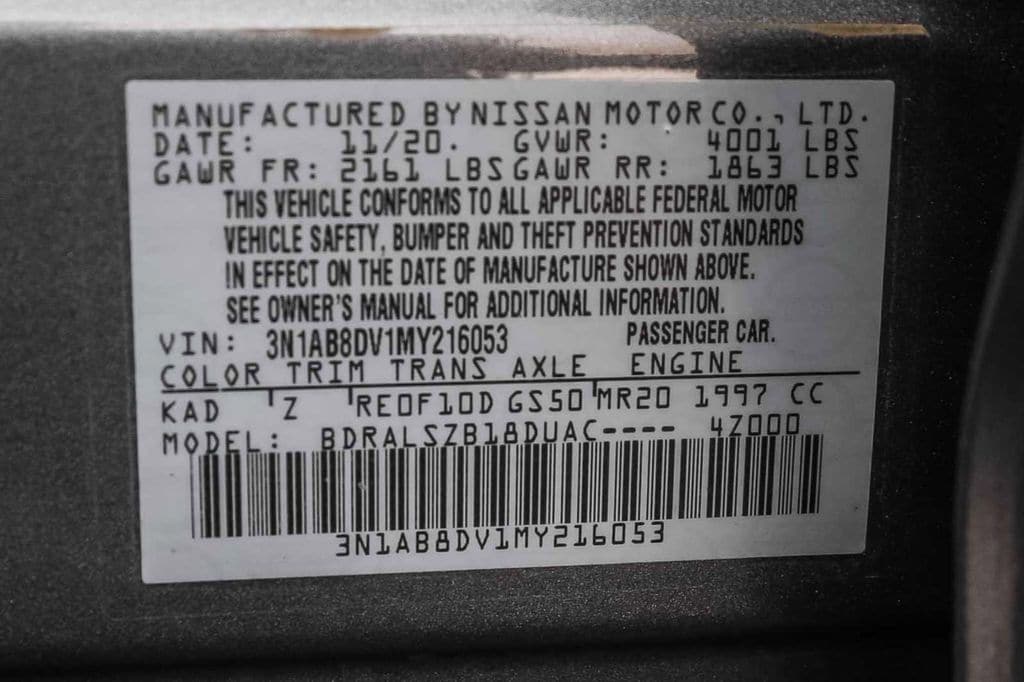 MANUFACTURED BY NISSAN MOTOR CO., LTD.
DATE: 11/20. GVWR: 4001 LBS
GAWR FR: 2161 LBS GAWR RR: 1863 LBS
THIS VEHICLE CONFORMS TO ALL APPLICABLE FEDERAL MOTOR
VEHICLE SAFETY, BUMPER AND THEFT PREVENTION STANDARDS
IN EFFECT ON THE DATE OF MANUFACTURE SHOWN ABOVE.
SEE OWNER'S MANUAL FOR ADDITIONAL INFORMATION.
VIN: 3N1AB8DV1MY216053 PASSENGER CAR.
COLOR TRIM TRANS AXLE ENGINE
KAD Z RE0F10D GS50 MR20 1997 CC
MODEL: BDRALSZB18DUAC---- 4Z000
3N1AB8DV1MY216053